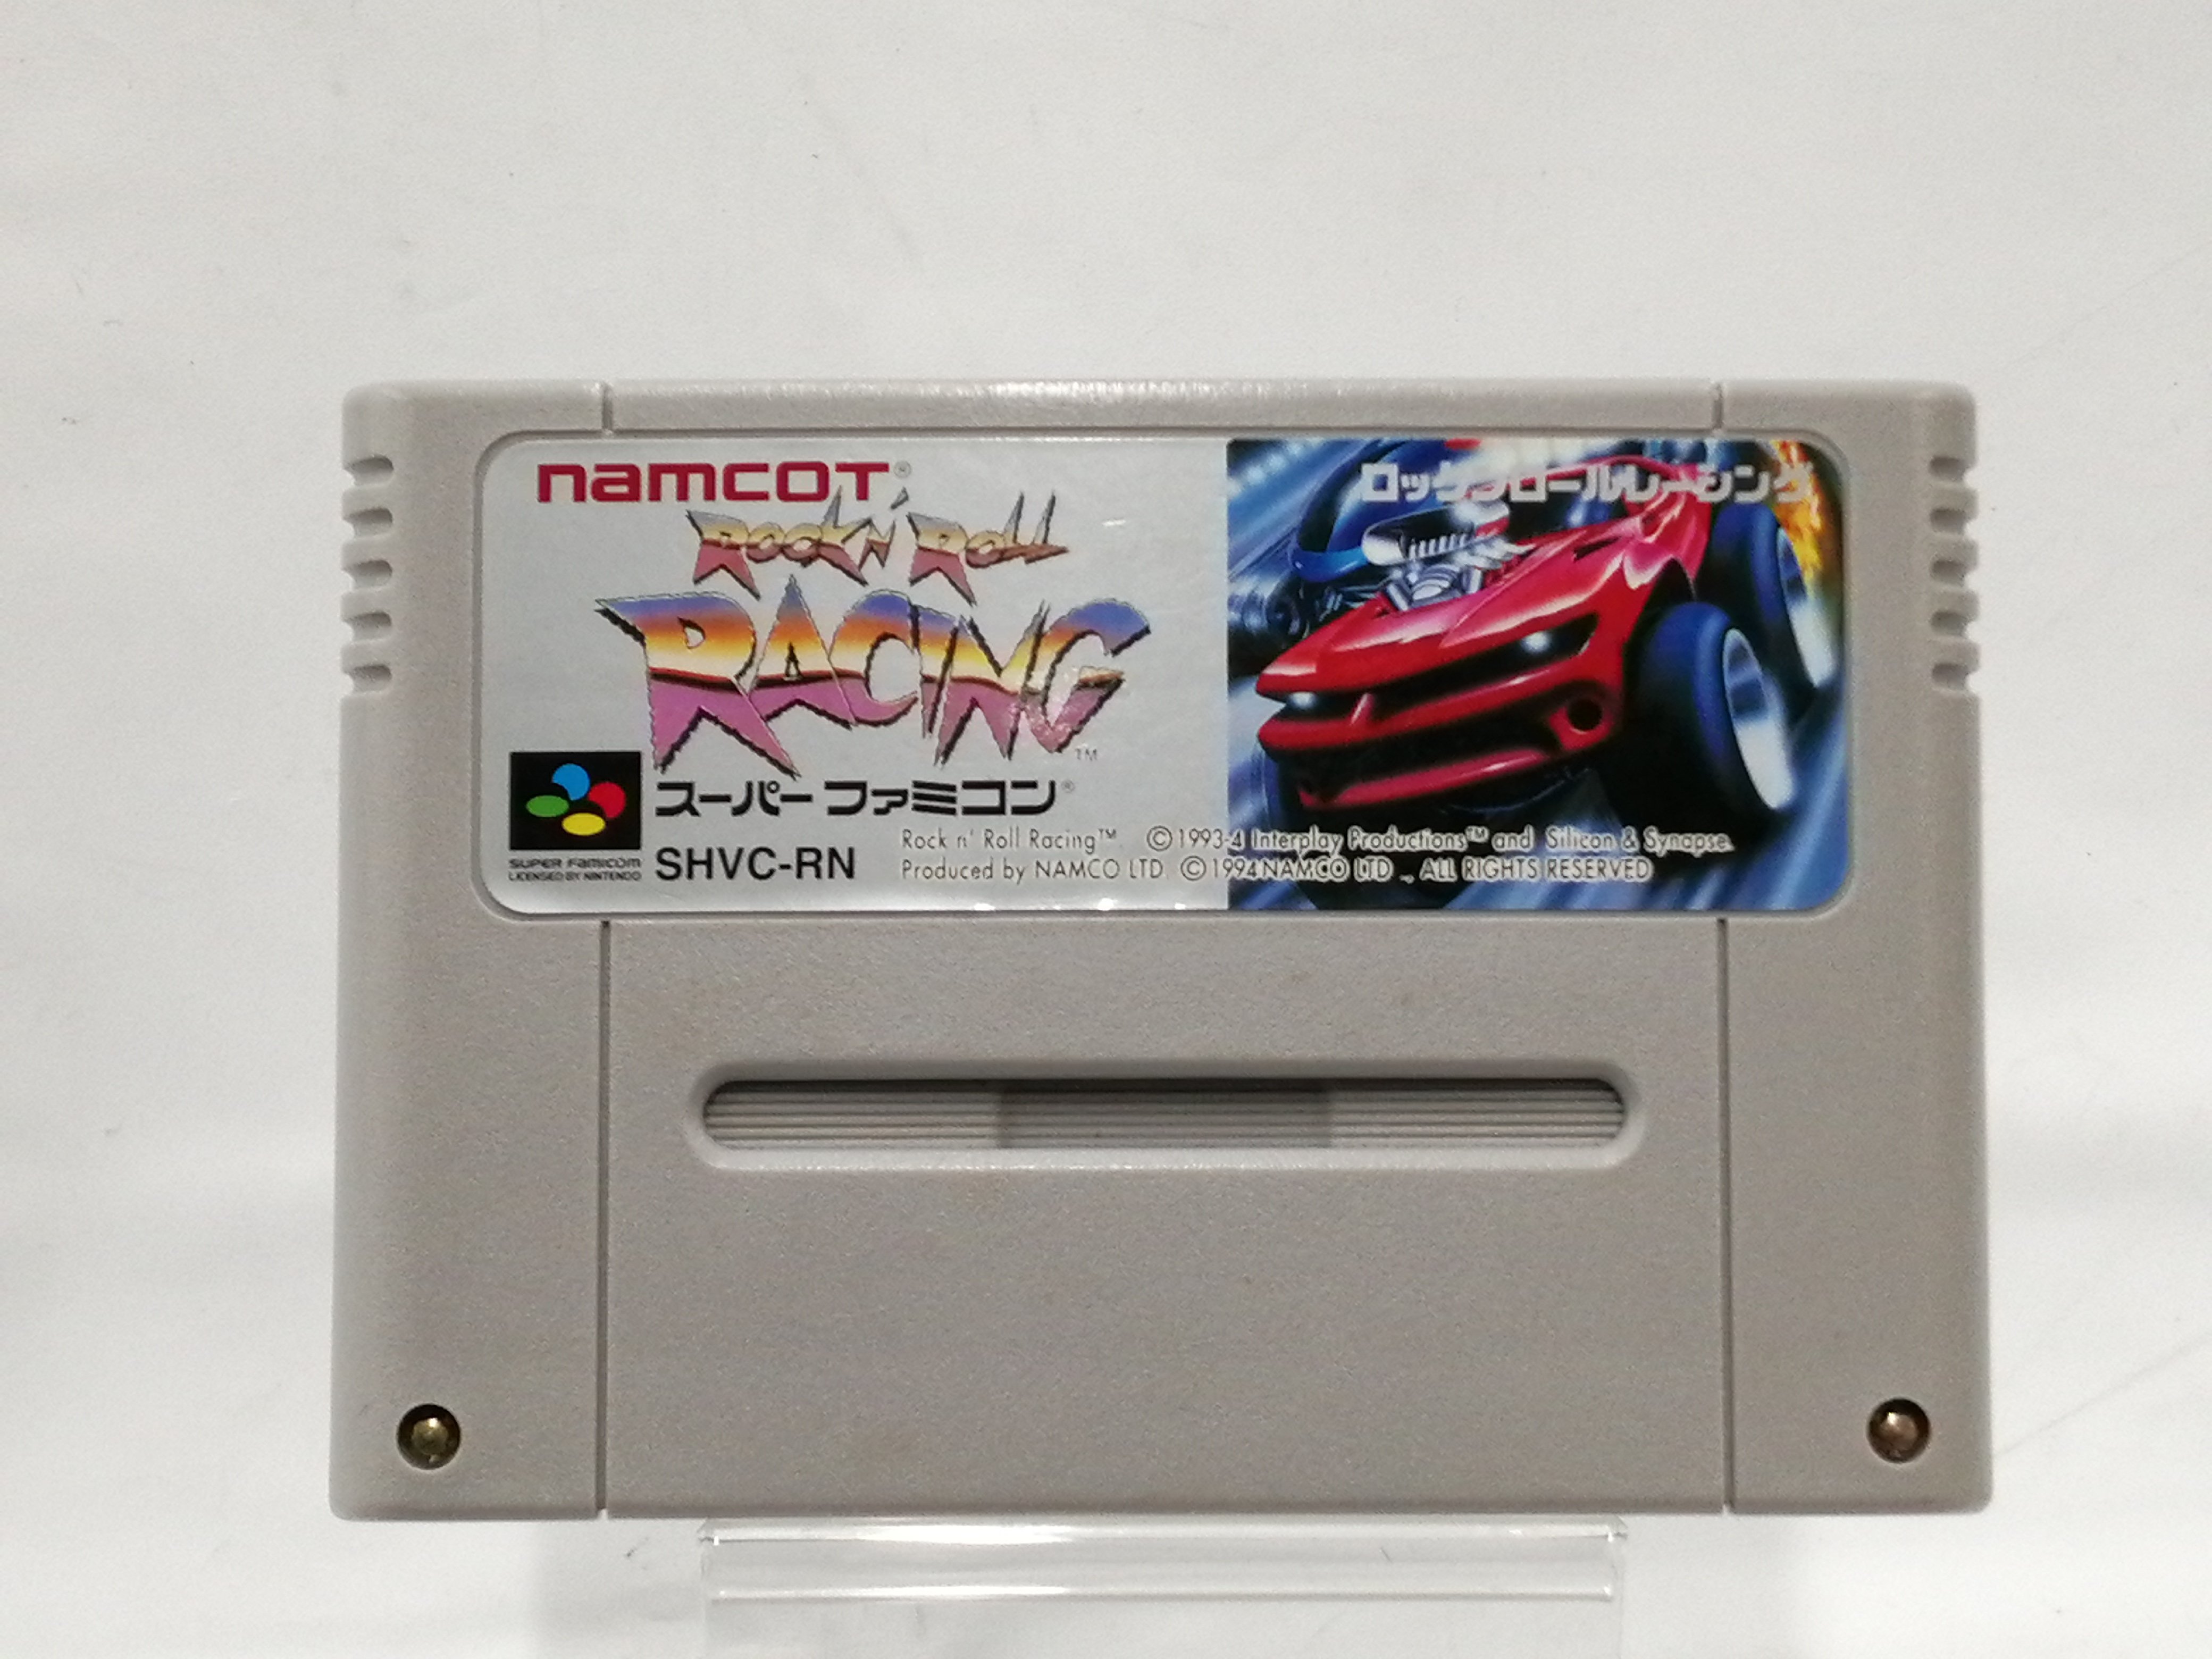 namcot®
ロックンロールレーシング
ROCK N' ROLL
RACING™
スーパーファミコン®
SUPER FAMICOM
LICENSED BY NINTENDO
SHVC-RN
Rock n' Roll Racing™. ©1993-4 Interplay Productions™ and Silicon & Synapse.
Produced by NAMCO LTD. ©1994 NAMCO LTD., ALL RIGHTS RESERVED